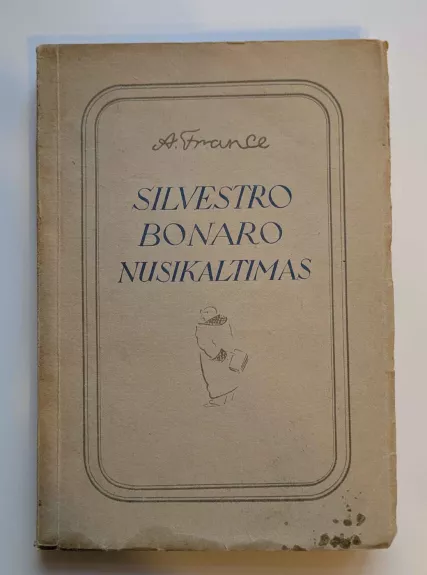 A. France
SILVESTRO
BONARO
NUSIKALTIMAS